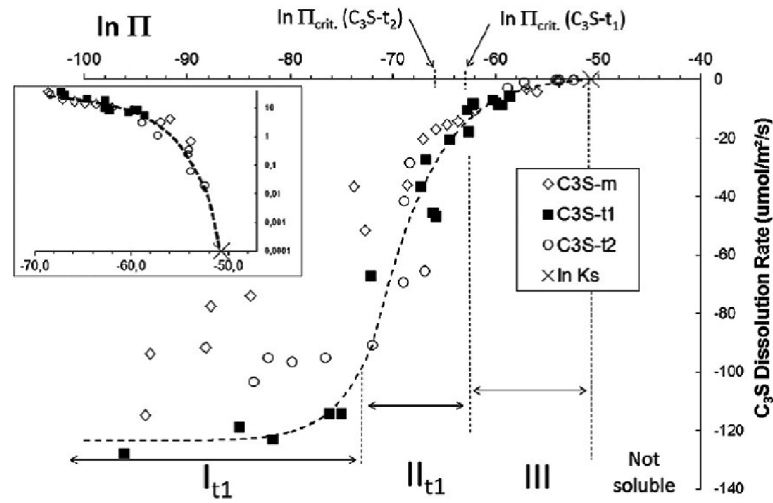 ln Π
ln Πcrit. (C3S-t2)
ln Πcrit. (C3S-t1)
-100 -90 -80 -70 -60 -50 -40
0
-20
-40
-60
-80
-100
-120
-140
C3S Dissolution Rate (umol/m²/s)
10
1
0,1
0,01
0,001
0,0001
-70,0 -60,0 -50,0
C3S-m
C3S-t1
C3S-t2
ln Ks
It1
IIt1
III
Not
soluble